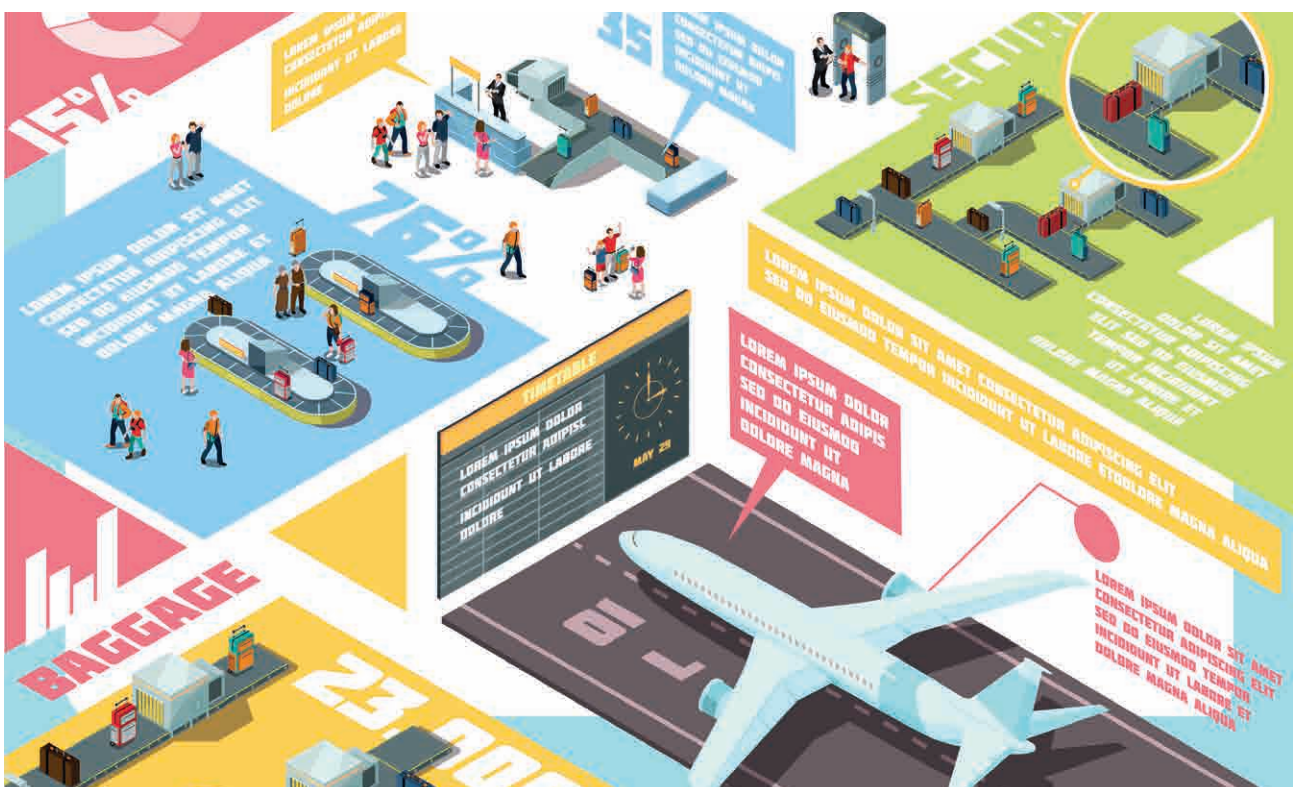 15%
LOREM IPSUM
CONSECTETUR ADIPISC
INCIDIDUNT UT LABORE
DOLORE
35
IPSUM DOLOR
CONSECTETUR ADIPIS
SED DO EIUSMOD
INCIDIDUNT UT
DOLORE MAGNA
SECURI
76%
LOREM IPSUM DOLOR SIT AMET
CONSECTETUR ADIPISCING ELIT
SED DO EIUSMOD TEMPOR
INCIDIDUNT UT LABORE ET
DOLORE MAGNA ALIQUA
LOREM IPSUM DOLOR SIT AMET CONSECTETUR ADIPISCING ELIT
SED DO EIUSMOD TEMPOR INCIDIDUNT UT LABORE ETDOLORE MAGNA ALIQUA
LOREM IPSUM
DOLOR SIT AMET
CONSECTETUR ADIPISCING
ELIT SED DO EIUSMOD
TEMPOR INCIDIDUNT
UT LABORE ET
DOLORE MAGNA ALIQUA
TIMETABLE
LOREM IPSUM DOLOR
CONSECTETUR ADIPISC
INCIDIDUNT UT LABORE
DOLORE
MAY 29
LOREM IPSUM DOLOR
CONSECTETUR ADIPIS
SED DO EIUSMOD
INCIDIDUNT UT
DOLORE MAGNA
01
L
LOREM IPSUM DOLOR SIT AMET
CONSECTETUR ADIPISCING ELIT
SED DO EIUSMOD TEMPOR
INCIDIDUNT UT LABORE ET
DOLORE MAGNA ALIQUA
BAGGAGE
23,000